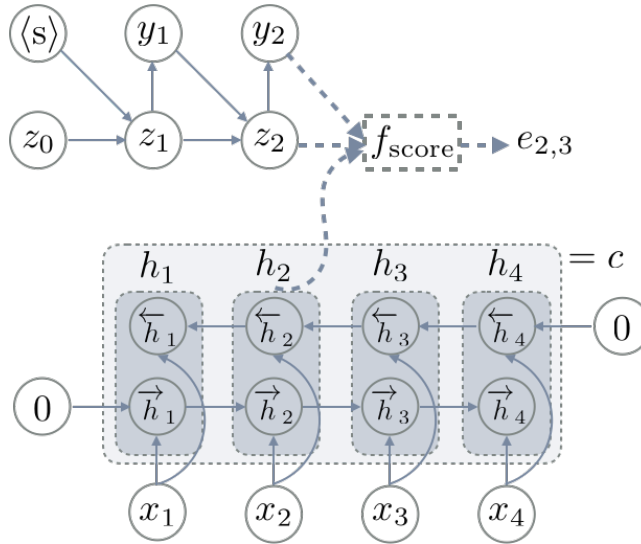 ⟨s⟩ y₁ y₂
z₀ z₁ z₂ f_score e₂,₃
h₁ h₂ h₃ h₄ = c
←h₁ ←h₂ ←h₃ ←h₄ 0
0 →h₁ →h₂ →h₃ →h₄
x₁ x₂ x₃ x₄